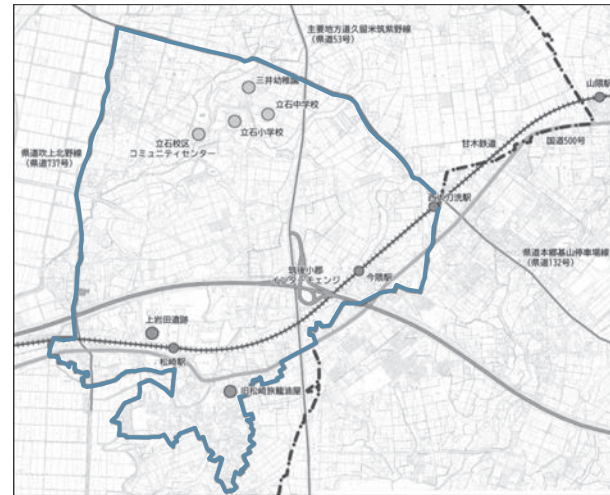 主要地方道久留米筑紫野線
（県道53号）
三井幼稚園
山隈駅
立石中学校
立石小学校
立石校区
コミュニティセンター
甘木鉄道
国道500号
県道吹上北野線
（県道737号）
西太刀洗駅
県道本郷基山停車場線
（県道132号）
筑後小郡
インターチェンジ
今隈駅
上岩田遺跡
松崎駅
旧松崎旅籠油屋